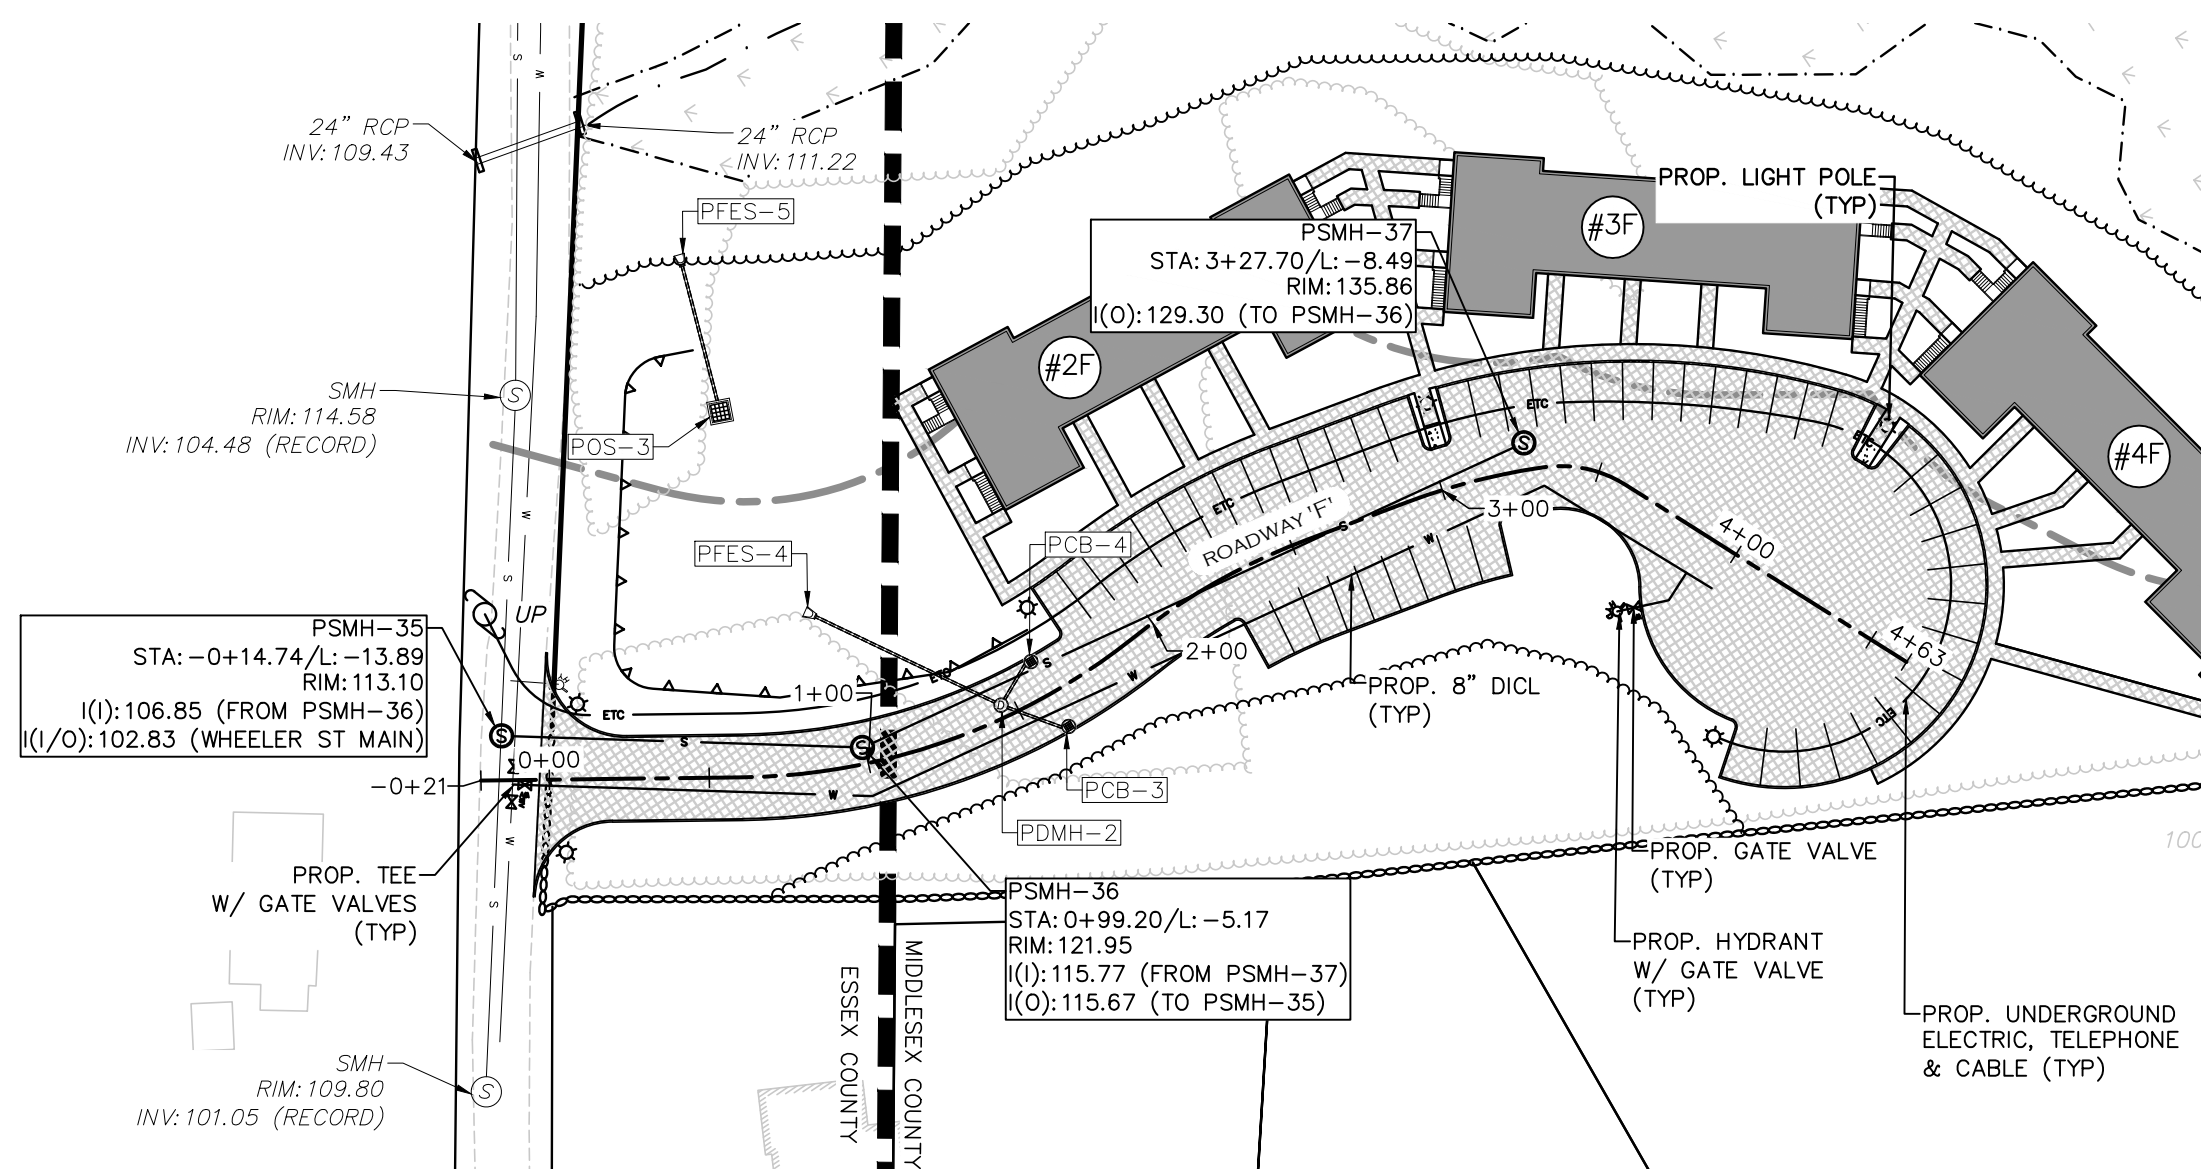 24" RCP
INV: 109.43
24" RCP
INV: 111.22
PFES-5
PROP. LIGHT POLE
(TYP)
#3F
PSMH-37
STA: 3+27.70/L: -8.49
RIM: 135.86
I(O): 129.30 (TO PSMH-36)
#2F
#4F
SMH
RIM: 114.58
INV: 104.48 (RECORD)
POS-3
ETC
ETC
ETC
ROADWAY 'F'
3+00
4+00
PFES-4
PCB-4
UP
PSMH-35
STA: -0+14.74/L: -13.89
RIM: 113.10
I(I): 106.85 (FROM PSMH-36)
I(I/O): 102.83 (WHEELER ST MAIN)
2+00
4+63
1+00
ETC
ETC
ETC
PROP. 8" DICL
(TYP)
0+00
-0+21
PCB-3
PDMH-2
PROP. TEE
W/ GATE VALVES
(TYP)
PROP. GATE VALVE
(TYP)
100
PSMH-36
STA: 0+99.20/L: -5.17
RIM: 121.95
I(I): 115.77 (FROM PSMH-37)
I(O): 115.67 (TO PSMH-35)
PROP. HYDRANT
W/ GATE VALVE
(TYP)
ESSEX COUNTY
MIDDLESEX COUNTY
PROP. UNDERGROUND
ELECTRIC, TELEPHONE
& CABLE (TYP)
SMH
RIM: 109.80
INV: 101.05 (RECORD)
S
S
S
S
S
S
S
S
S
S
S
S
W
W
W
W
W
W
D